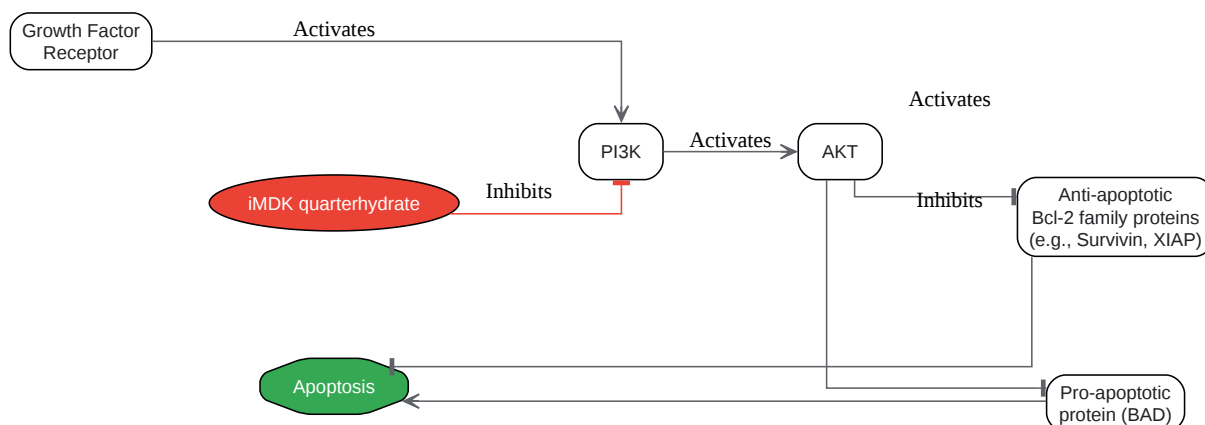 Growth Factor
Receptor
Activates
Activates
PI3K
Activates
AKT
iMDK quarterhydrate
Inhibits
Inhibits
Anti-apoptotic
Bcl-2 family proteins
(e.g., Survivin, XIAP)
Apoptosis
Pro-apoptotic
protein (BAD)